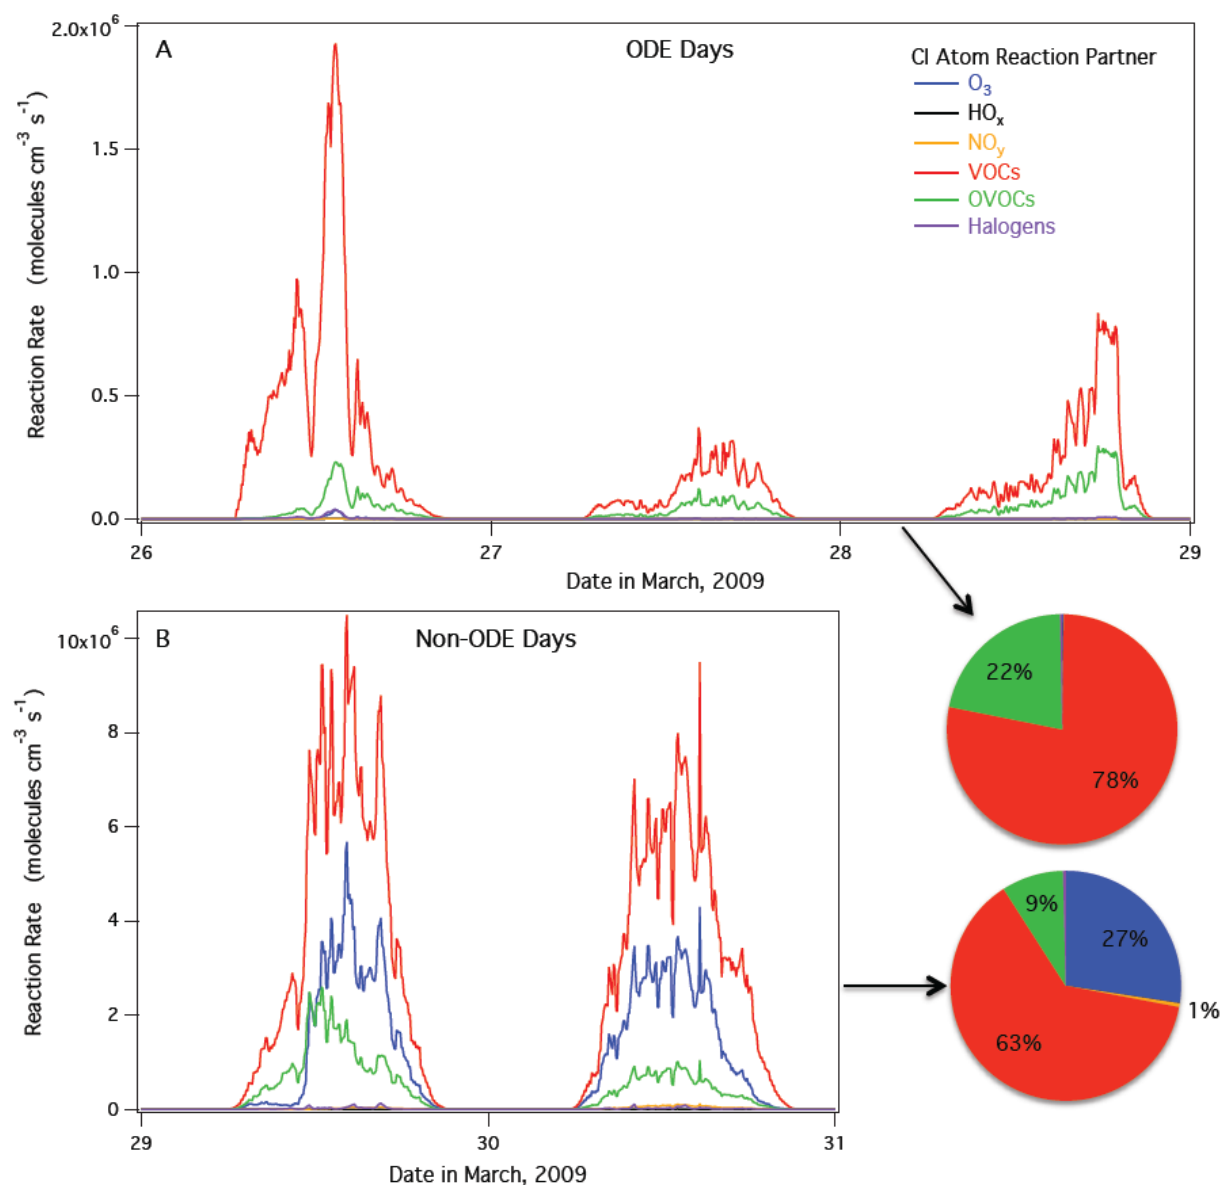 A
ODE Days
Cl Atom Reaction Partner
O3
HOx
NOy
VOCs
OVOCs
Halogens
2.0x10^6
1.5
1.0
0.5
0.0
Reaction Rate (molecules cm^-3 s^-1)
26
27
28
29
Date in March, 2009
B
Non-ODE Days
10x10^6
8
6
4
2
0
Reaction Rate (molecules cm^-3 s^-1)
29
30
31
Date in March, 2009
22%
78%
9%
27%
1%
63%